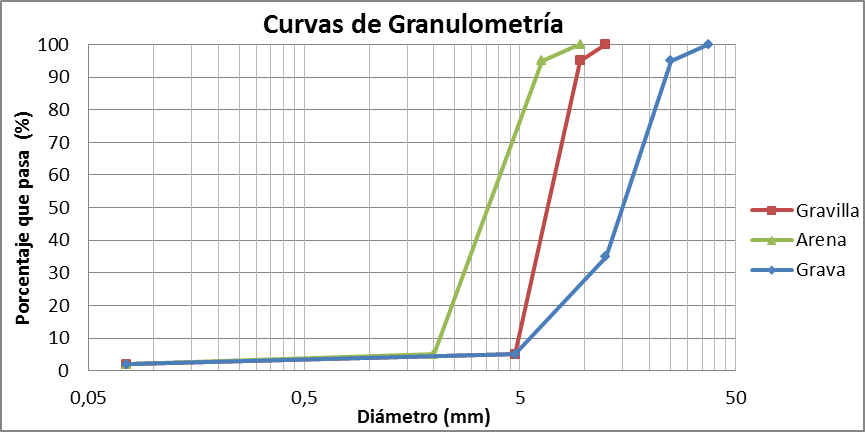 Curvas de Granulometría
Porcentaje que pasa (%)
100
90
80
70
60
50
40
30
20
10
0
0,05 0,5 5 50
Diámetro (mm)
Gravilla
Arena
Grava